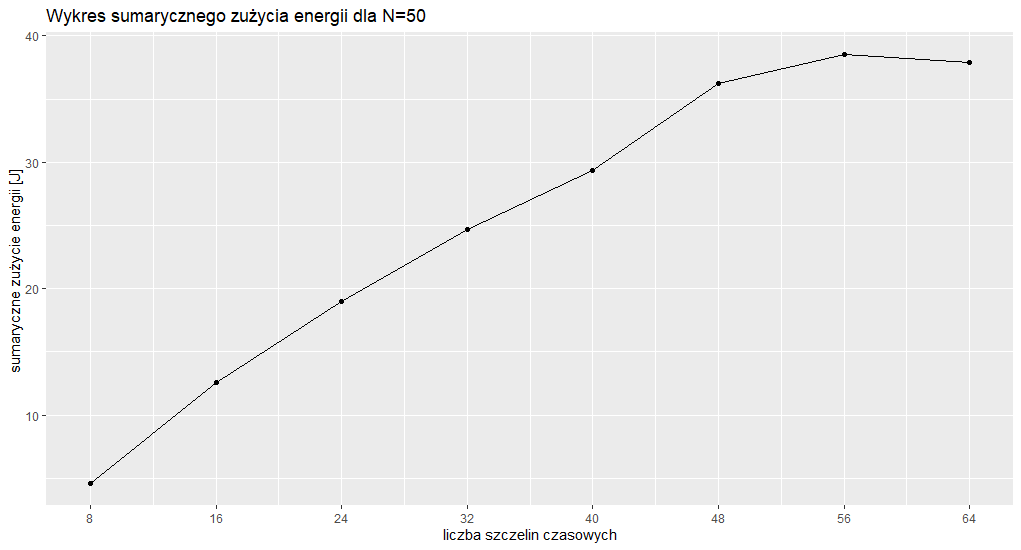 Wykres sumarycznego zużycia energii dla N=50
sumaryczne zużycie energii [J]
40
30
20
10
8 16 24 32 40 48 56 64
liczba szczelin czasowych